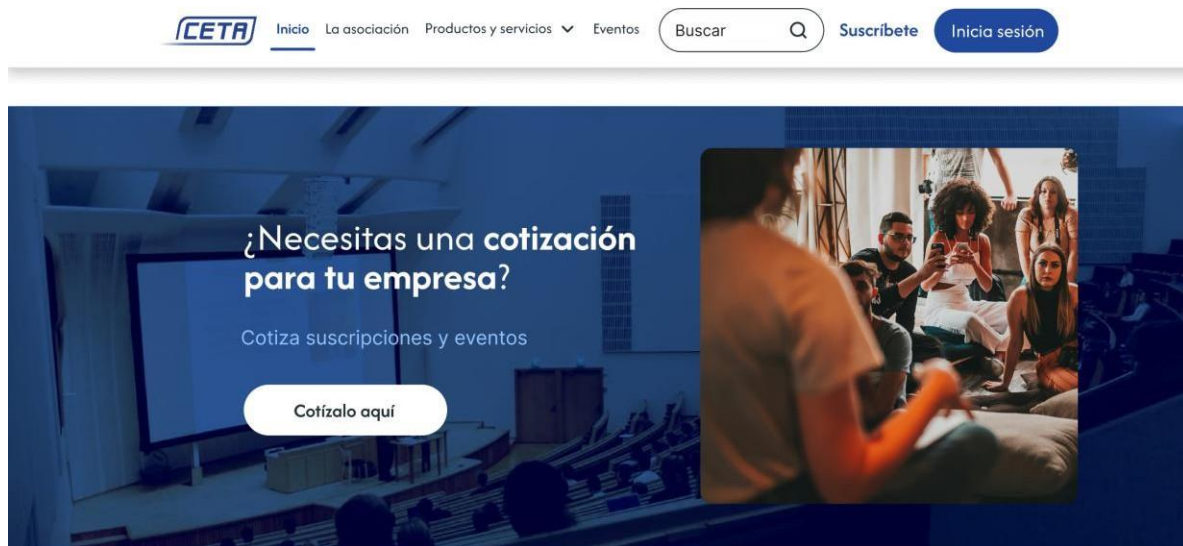 CETA Inicio La asociación Productos y servicios Eventos Buscar Suscríbete Inicia sesión
¿Necesitas una cotización
para tu empresa?
Cotiza suscripciones y eventos
Cotízalo aquí